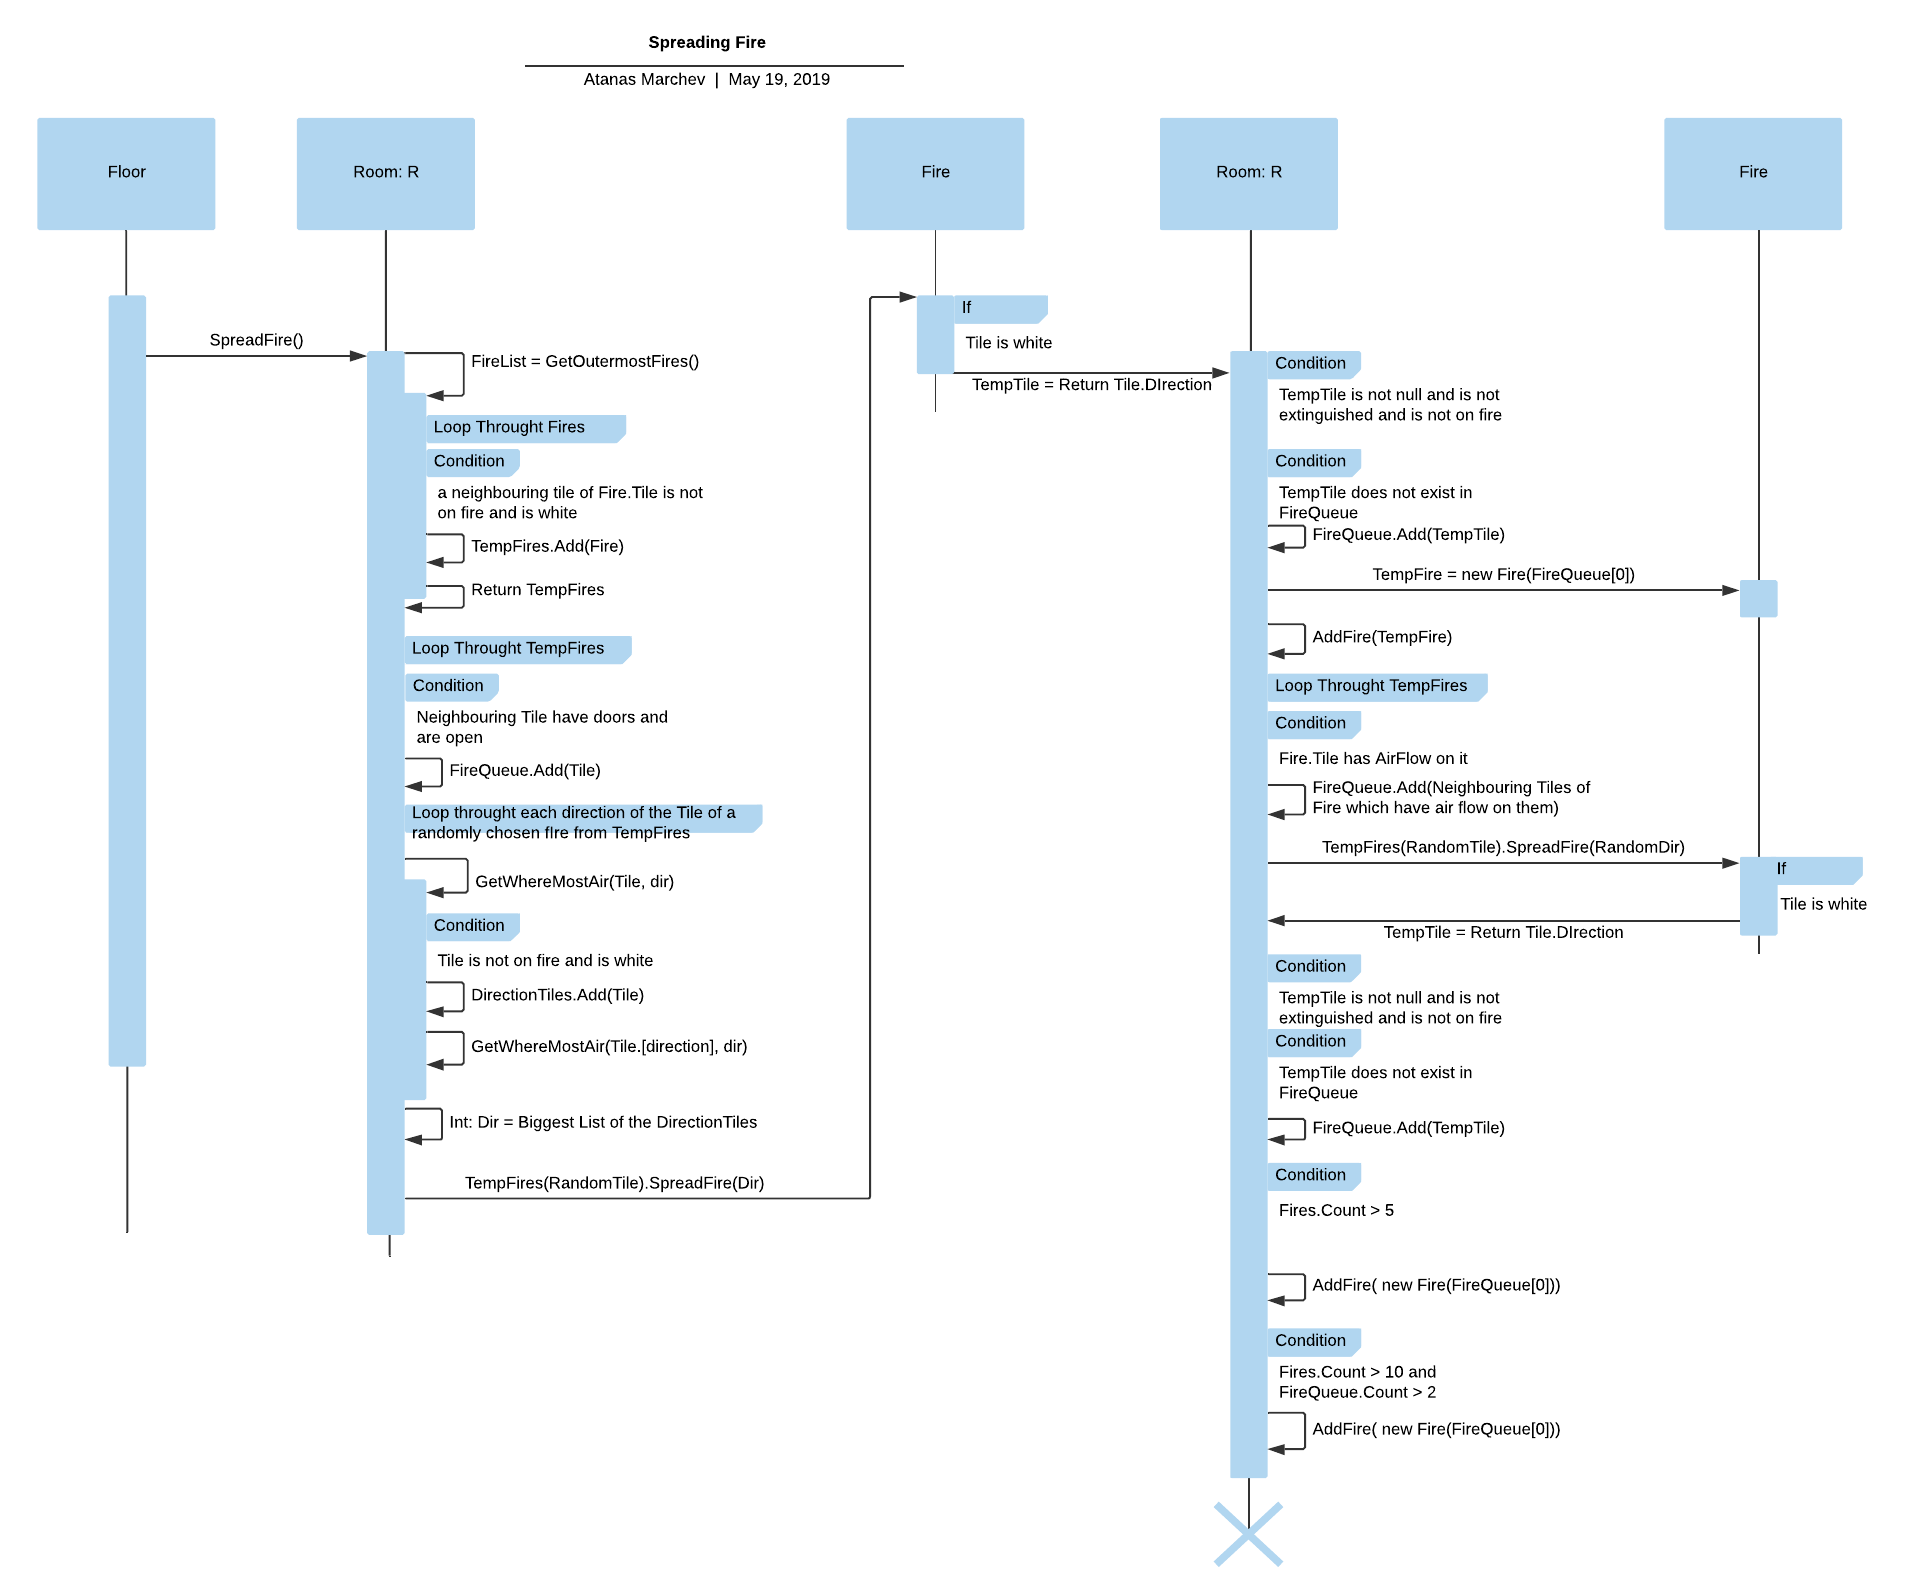 Spreading Fire
Atanas Marchev | May 19, 2019
Floor
Room: R
Fire
Room: R
Fire
SpreadFire()
FireList = GetOutermostFires()
Loop Throught Fires
Condition
a neighbouring tile of Fire.Tile is not
on fire and is white
TempFires.Add(Fire)
Return TempFires
Loop Throught TempFires
Condition
Neighbouring Tile have doors and
are open
FireQueue.Add(Tile)
Loop throught each direction of the Tile of a
randomly chosen fIre from TempFires
GetWhereMostAir(Tile, dir)
Condition
Tile is not on fire and is white
DirectionTiles.Add(Tile)
GetWhereMostAir(Tile.[direction], dir)
Int: Dir = Biggest List of the DirectionTiles
TempFires(RandomTile).SpreadFire(Dir)
If
Tile is white
TempTile = Return Tile.DIrection
Condition
TempTile is not null and is not
extinguished and is not on fire
Condition
TempTile does not exist in
FireQueue
FireQueue.Add(TempTile)
TempFire = new Fire(FireQueue[0])
AddFire(TempFire)
Loop Throught TempFires
Condition
Fire.Tile has AirFlow on it
FireQueue.Add(Neighbouring Tiles of
Fire which have air flow on them)
TempFires(RandomTile).SpreadFire(RandomDir)
If
Tile is white
TempTile = Return Tile.DIrection
Condition
TempTile is not null and is not
extinguished and is not on fire
Condition
TempTile does not exist in
FireQueue
FireQueue.Add(TempTile)
Condition
Fires.Count > 5
AddFire( new Fire(FireQueue[0]))
Condition
Fires.Count > 10 and
FireQueue.Count > 2
AddFire( new Fire(FireQueue[0]))